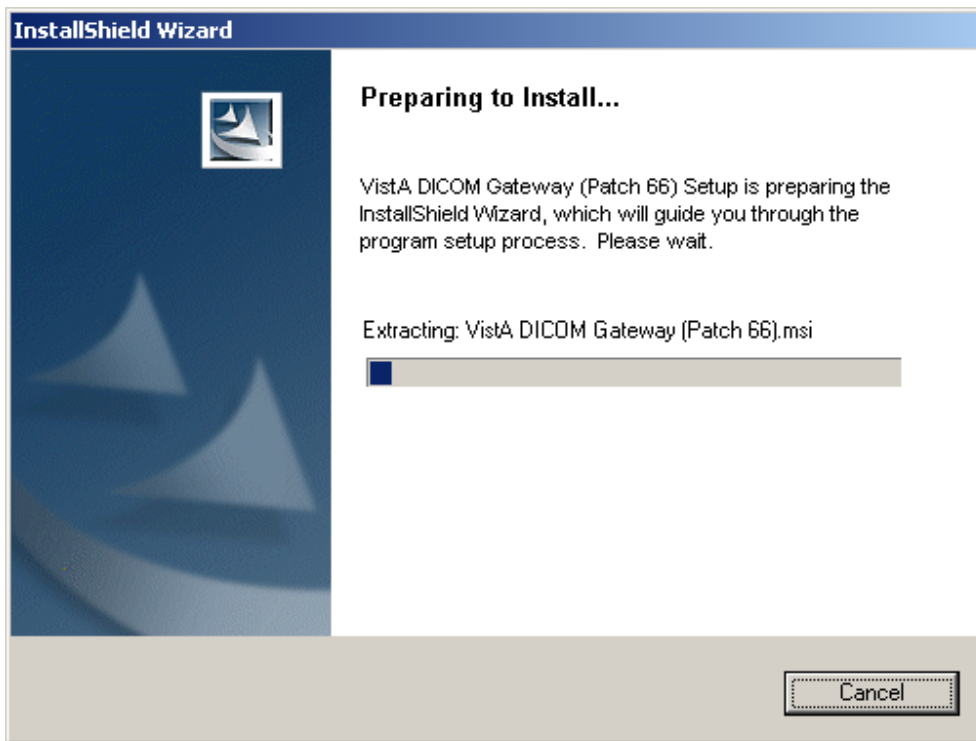 InstallShield Wizard
Preparing to Install...
VistA DICOM Gateway (Patch 66) Setup is preparing the
InstallShield Wizard, which will guide you through the
program setup process.  Please wait.
Extracting: VistA DICOM Gateway (Patch 66).msi
Cancel